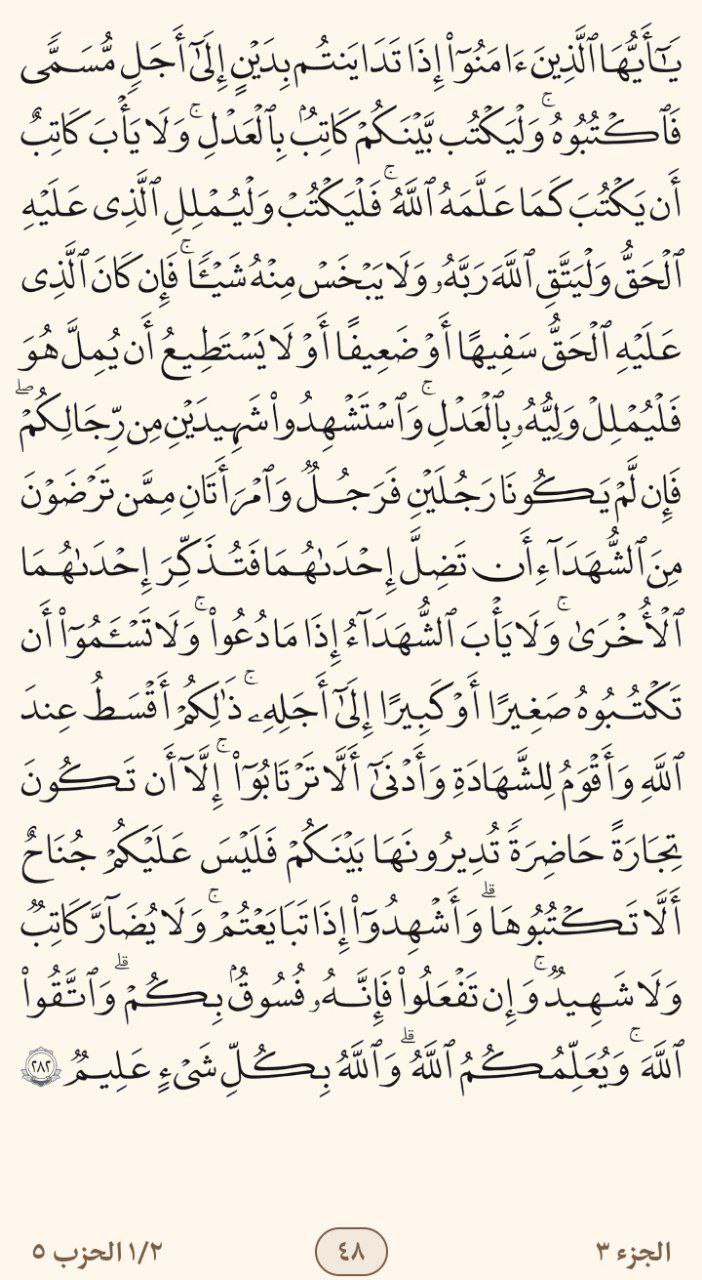 يَٰٓأَيُّهَا ٱلَّذِينَ ءَامَنُوٓا۟ إِذَا تَدَايَنتُم بِدَيْنٍ إِلَىٰٓ أَجَلٍ مُّسَمًّى
فَٱكْتُبُوهُ ۚ وَلْيَكْتُب بَّيْنَكُمْ كَاتِبٌۢ بِٱلْعَدْلِ ۚ وَلَا يَأْبَ كَاتِبٌ
أَن يَكْتُبَ كَمَا عَلَّمَهُ ٱللَّهُ ۚ فَلْيَكْتُبْ وَلْيُمْلِلِ ٱلَّذِى عَلَيْهِ
ٱلْحَقُّ وَلْيَتَّقِ ٱللَّهَ رَبَّهُۥ وَلَا يَبْخَسْ مِنْهُ شَيْـًٔا ۚ فَإِن كَانَ ٱلَّذِى
عَلَيْهِ ٱلْحَقُّ سَفِيهًا أَوْ ضَعِيفًا أَوْ لَا يَسْتَطِيعُ أَن يُمِلَّ هُوَ
فَلْيُمْلِلْ وَلِيُّهُۥ بِٱلْعَدْلِ ۚ وَٱسْتَشْهِدُوا۟ شَهِيدَيْنِ مِن رِّجَالِكُمْ ۖ
فَإِن لَّمْ يَكُونَا رَجُلَيْنِ فَرَجُلٌ وَٱمْرَأَتَانِ مِمَّن تَرْضَوْنَ
مِنَ ٱلشُّهَدَآءِ أَن تَضِلَّ إِحْدَىٰهُمَا فَتُذَكِّرَ إِحْدَىٰهُمَا
ٱلْأُخْرَىٰ ۚ وَلَا يَأْبَ ٱلشُّهَدَآءُ إِذَا مَا دُعُوا۟ ۚ وَلَا تَسْـَٔمُوٓا۟ أَن
تَكْتُبُوهُ صَغِيرًا أَوْ كَبِيرًا إِلَىٰٓ أَجَلِهِۦ ۚ ذَٰلِكُمْ أَقْسَطُ عِندَ
ٱللَّهِ وَأَقْوَمُ لِلشَّهَٰدَةِ وَأَدْنَىٰٓ أَلَّا تَرْتَابُوٓا۟ ۖ إِلَّآ أَن تَكُونَ
تِجَٰرَةً حَاضِرَةً تُدِيرُونَهَا بَيْنَكُمْ فَلَيْسَ عَلَيْكُمْ جُنَاحٌ
أَلَّا تَكْتُبُوهَا ۗ وَأَشْهِدُوٓا۟ إِذَا تَبَايَعْتُمْ ۚ وَلَا يُضَآرَّ كَاتِبٌ
وَلَا شَهِيدٌ ۚ وَإِن تَفْعَلُوا۟ فَإِنَّهُۥ فُسُوقٌۢ بِكُمْ ۗ وَٱتَّقُوا۟
ٱللَّهَ ۖ وَيُعَلِّمُكُمُ ٱللَّهُ ۗ وَٱللَّهُ بِكُلِّ شَىْءٍ عَلِيمٌ ٢٨٢
الجزء ٣
٤٨
١/٢ الحزب ٥